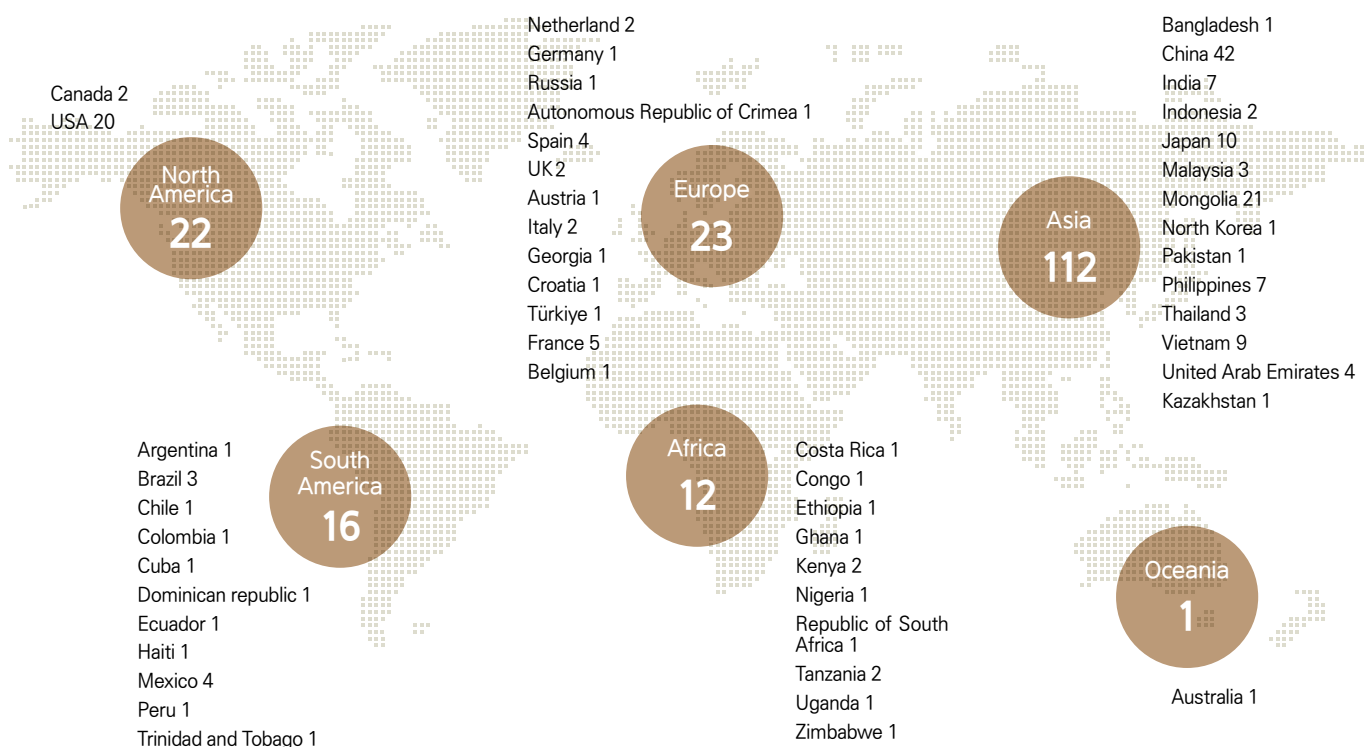 Canada 2
USA 20
North
America
22
Netherland 2
Germany 1
Russia 1
Autonomous Republic of Crimea 1
Spain 4
UK 2
Austria 1
Italy 2
Georgia 1
Croatia 1
Türkiye 1
France 5
Belgium 1
Europe
23
Asia
112
Bangladesh 1
China 42
India 7
Indonesia 2
Japan 10
Malaysia 3
Mongolia 21
North Korea 1
Pakistan 1
Philippines 7
Thailand 3
Vietnam 9
United Arab Emirates 4
Kazakhstan 1
Argentina 1
Brazil 3
Chile 1
Colombia 1
Cuba 1
Dominican republic 1
Ecuador 1
Haiti 1
Mexico 4
Peru 1
Trinidad and Tobago 1
South
America
16
Africa
12
Costa Rica 1
Congo 1
Ethiopia 1
Ghana 1
Kenya 2
Nigeria 1
Republic of South
Africa 1
Tanzania 2
Uganda 1
Zimbabwe 1
Oceania
1
Australia 1